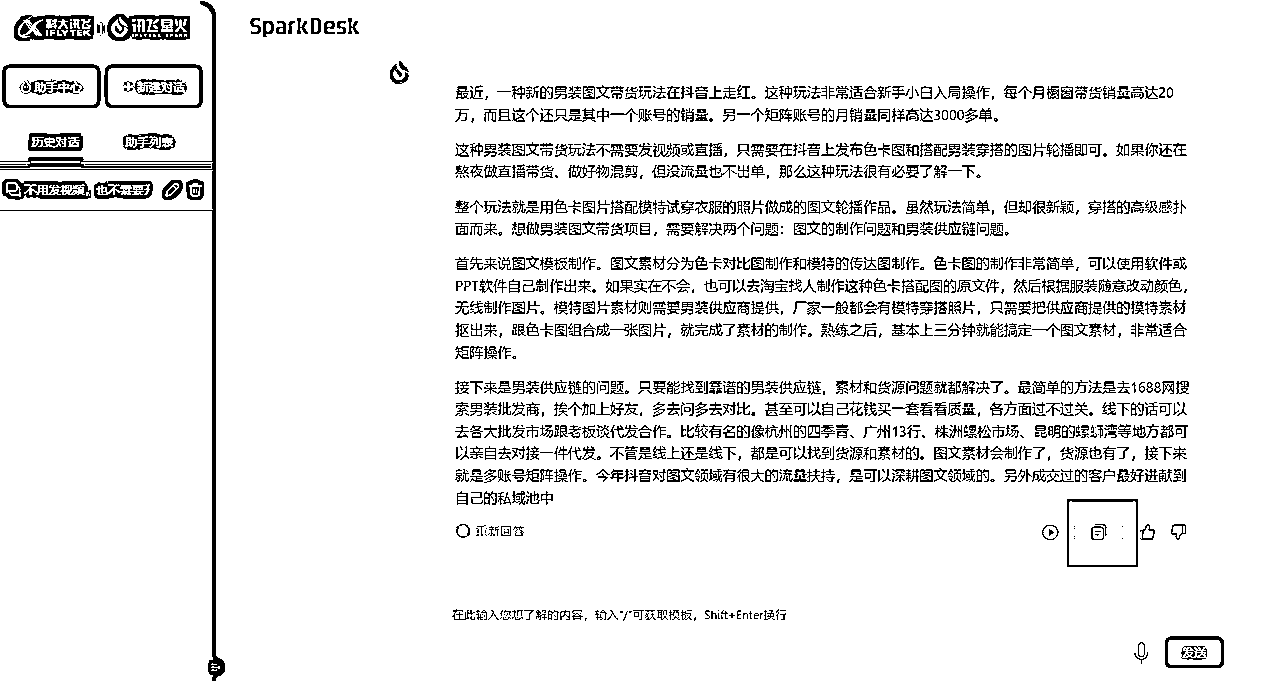 科大讯飞 讯飞星火
IFLYTEK
SparkDesk
助手中心
新建对话
历史对话
助手列表
不用发视频，也不需要
最近，一种新的男装图文带货玩法在抖音上走红。这种玩法非常适合新手小白入局操作，每个月橱窗带货销量高达20
万，而且这个还只是其中一个账号的销量。另一个矩阵账号的月销量同样高达3000多单。
这种男装图文带货玩法不需要发视频或直播，只需要在抖音上发布色卡图和搭配男装穿搭的图片轮播即可。如果你还在
熬夜做直播带货、做好物混剪，但没流量也不出单，那么这种玩法很有必要了解一下。
整个玩法就是用色卡图片搭配模特试穿衣服的照片做成的图文轮播作品。虽然玩法简单，但却很新颖，穿搭的高级感扑
面而来。想做男装图文带货项目，需要解决两个问题：图文的制作问题和男装供应链问题。
首先来说图文模板制作。图文素材分为色卡对比图制作和模特的传达图制作。色卡图的制作非常简单，可以使用软件或
PPT软件自己制作出来。如果实在不会，也可以去淘宝找人制作这种色卡搭配图的原文件，然后根据服装随意改动颜色，
无线制作图片。模特图片素材则需要男装供应商提供，厂家一般都会有模特穿搭照片，只需要把供应商提供的模特素材
抠出来，跟色卡图组合成一张图片，就完成了素材的制作。熟练之后，基本上三分钟就能搞定一个图文素材，非常适合
矩阵操作。
接下来是男装供应链的问题。只要能找到靠谱的男装供应链，素材和货源问题就都解决了。最简单的方法是去1688网搜
索男装批发商，挨个加上好友，多去问多去对比。甚至可以自己花钱买一套看看质量，各方面过不过关。线下的话可以
去各大批发市场跟老板谈代发合作。比较有名的像杭州的四季青、广州13行、株洲螺松市场、昆明的螺蛳湾等地方都可
以亲自去对接一件代发。不管是线上还是线下，都是可以找到货源和素材的。图文素材会制作了，货源也有了，接下来
就是多账号矩阵操作。今年抖音对图文领域有很大的流量扶持，是可以深耕图文领域的。另外成交过的客户最好进献到
自己的私域池中
重新回答
在此输入您想了解的内容，输入"/"可获取模板，Shift+Enter换行
发送